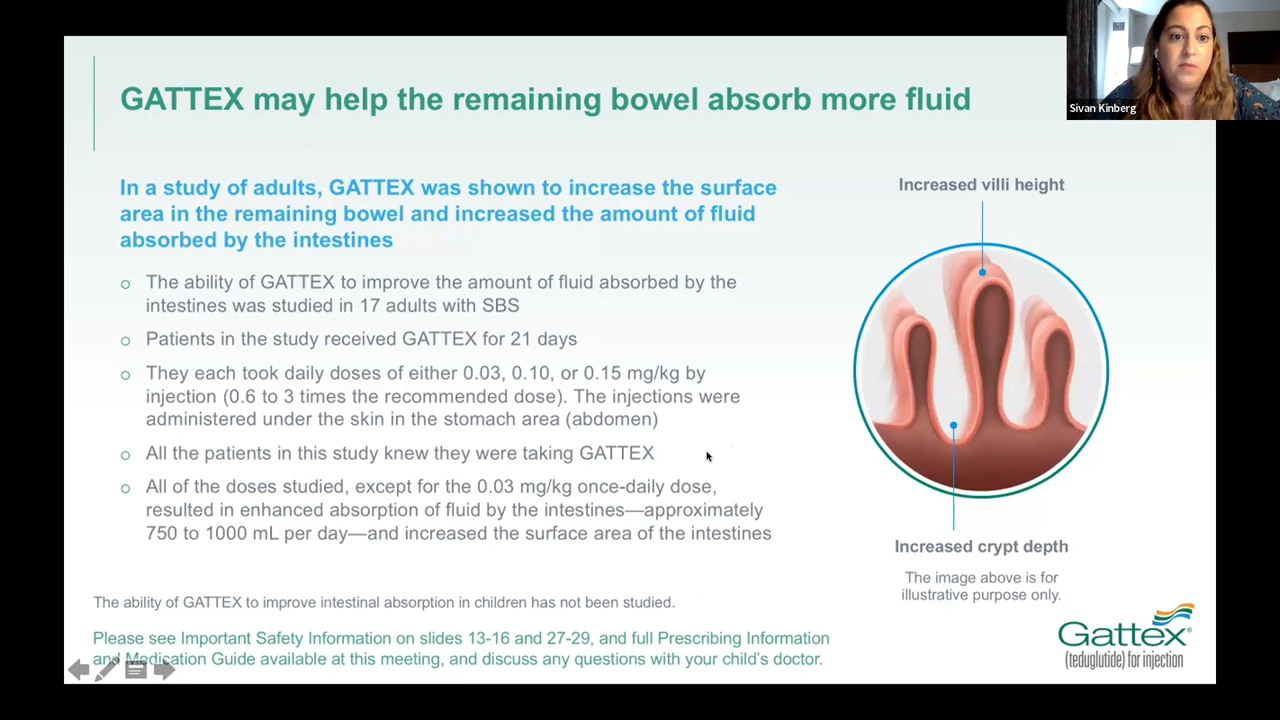 GATTEX may help the remaining bowel absorb more fluid
Sivan Kinberg
In a study of adults, GATTEX was shown to increase the surface
area in the remaining bowel and increased the amount of fluid
absorbed by the intestines
The ability of GATTEX to improve the amount of fluid absorbed by the
intestines was studied in 17 adults with SBS
Patients in the study received GATTEX for 21 days
They each took daily doses of either 0.03, 0.10, or 0.15 mg/kg by
injection (0.6 to 3 times the recommended dose). The injections were
administered under the skin in the stomach area (abdomen)
All the patients in this study knew they were taking GATTEX
All of the doses studied, except for the 0.03 mg/kg once-daily dose,
resulted in enhanced absorption of fluid by the intestines—approximately
750 to 1000 mL per day—and increased the surface area of the intestines
Increased villi height
Increased crypt depth
The image above is for
illustrative purpose only.
The ability of GATTEX to improve intestinal absorption in children has not been studied.
Please see Important Safety Information on slides 13-16 and 27-29, and full Prescribing Information
and Medication Guide available at this meeting, and discuss any questions with your child's doctor.
Gattex®
(teduglutide) for injection